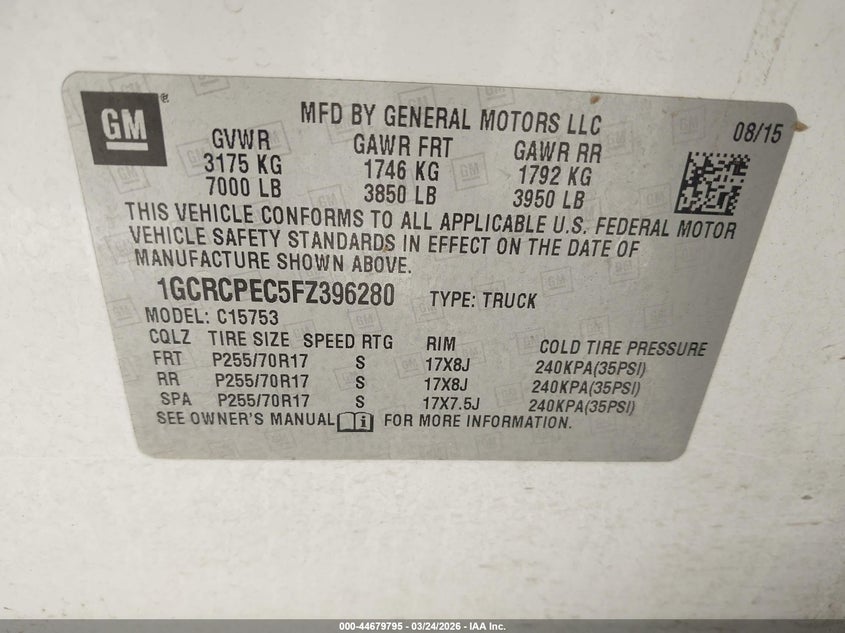 GM
MFD BY GENERAL MOTORS LLC
08/15
GVWR GAWR FRT GAWR RR
3175 KG 1746 KG 1792 KG
7000 LB 3850 LB 3950 LB
THIS VEHICLE CONFORMS TO ALL APPLICABLE U.S. FEDERAL MOTOR
VEHICLE SAFETY STANDARDS IN EFFECT ON THE DATE OF
MANUFACTURE SHOWN ABOVE.
1GCRCPEC5FZ396280 TYPE: TRUCK
MODEL: C15753
CQLZ TIRE SIZE SPEED RTG RIM COLD TIRE PRESSURE
FRT P255/70R17 S 17X8J 240KPA(35PSI)
RR P255/70R17 S 17X8J 240KPA(35PSI)
SPA P255/70R17 S 17X7.5J 240KPA(35PSI)
SEE OWNER'S MANUAL i FOR MORE INFORMATION.
000-44679795 - 03/24/2026 - IAA Inc.